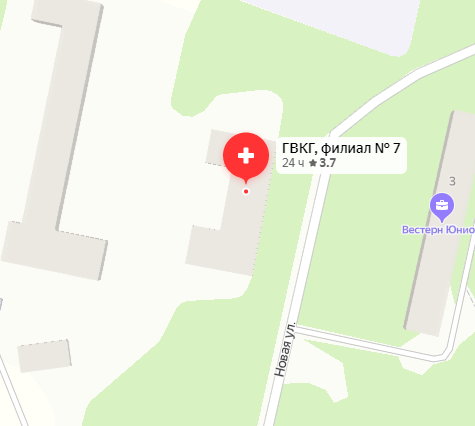 ГВКГ, филиал № 7
24 ч ★ 3.7
3
Вестерн Юнио
Новая ул.